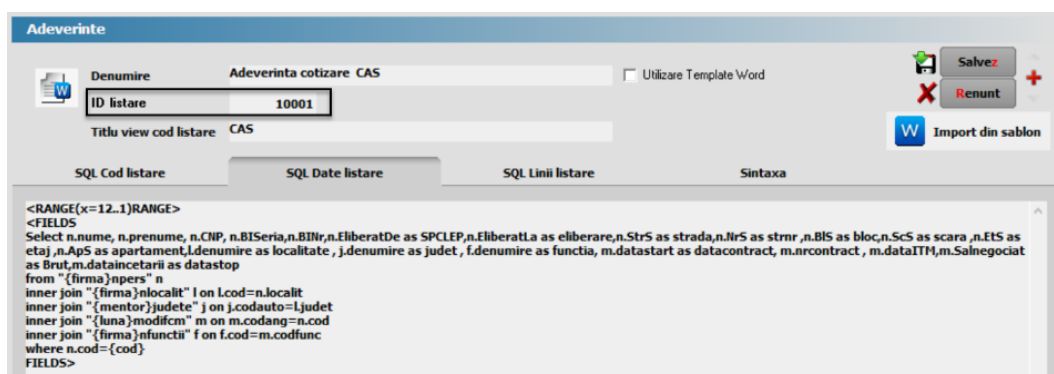 Adeverinte
Denumire Adeverinta cotizare CAS Utilizare Template Word Salvez
ID listare 10001 Renunt
Titlu view cod listare CAS W Import din sablon
SQL Cod listare SQL Date listare SQL Linii listare Sintaxa
<RANGE(x=12..1)RANGE>
<FIELDS
Select n.nume, n.prenume, n.CNP, n.BISeria,n.BINr,n.EliberatDe as SPCLEP,n.EliberatLa as eliberare,n.StrS as strada,n.NrS as strnr ,n.BlS as bloc,n.ScS as scara ,n.EtS as
etaj ,n.ApS as apartament,l.denumire as localitate , j.denumire as judet , f.denumire as functia, m.datastart as datacontract, m.nrcontract , m.dataITM,m.Salnegociat
as Brut,m.dataincetarii as datastop
from "{firma}npers" n
inner join "{firma}nlocalit" l on l.cod=n.localit
inner join "{mentor}judete" j on j.codauto=l.judet
inner join "{luna}modifcm" m on m.codang=n.cod
inner join "{firma}nfunctii" f on f.cod=m.codfunc
where n.cod={cod}
FIELDS>